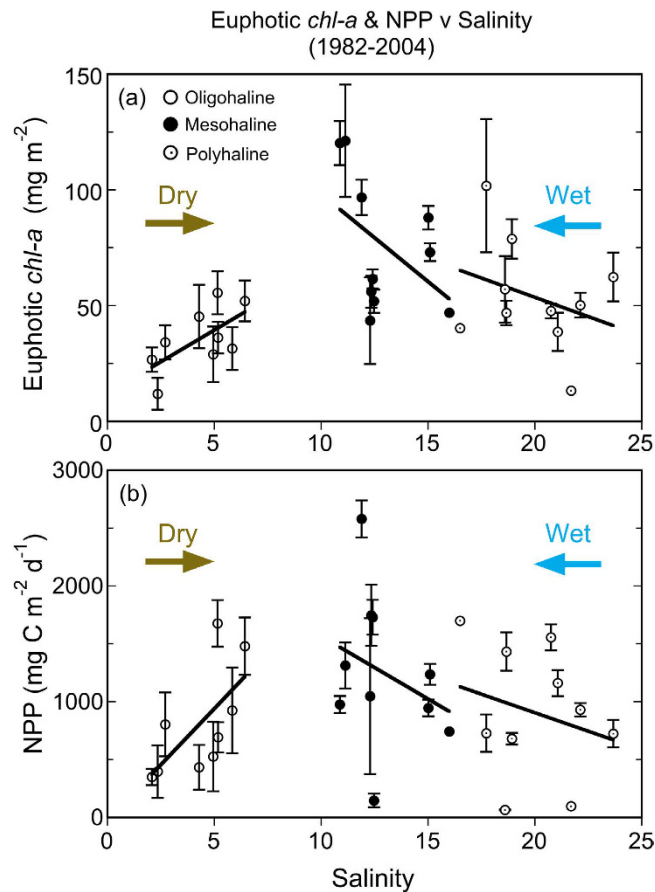 Euphotic chl-a & NPP v Salinity
(1982-2004)
150
(a)
Oligohaline
Mesohaline
Polyhaline
Dry
Wet
100
50
0
Euphotic chl-a (mg m⁻²)
0 5 10 15 20 25
3000
(b)
Dry
Wet
2000
1000
0
NPP (mg C m⁻² d⁻¹)
0 5 10 15 20 25
Salinity